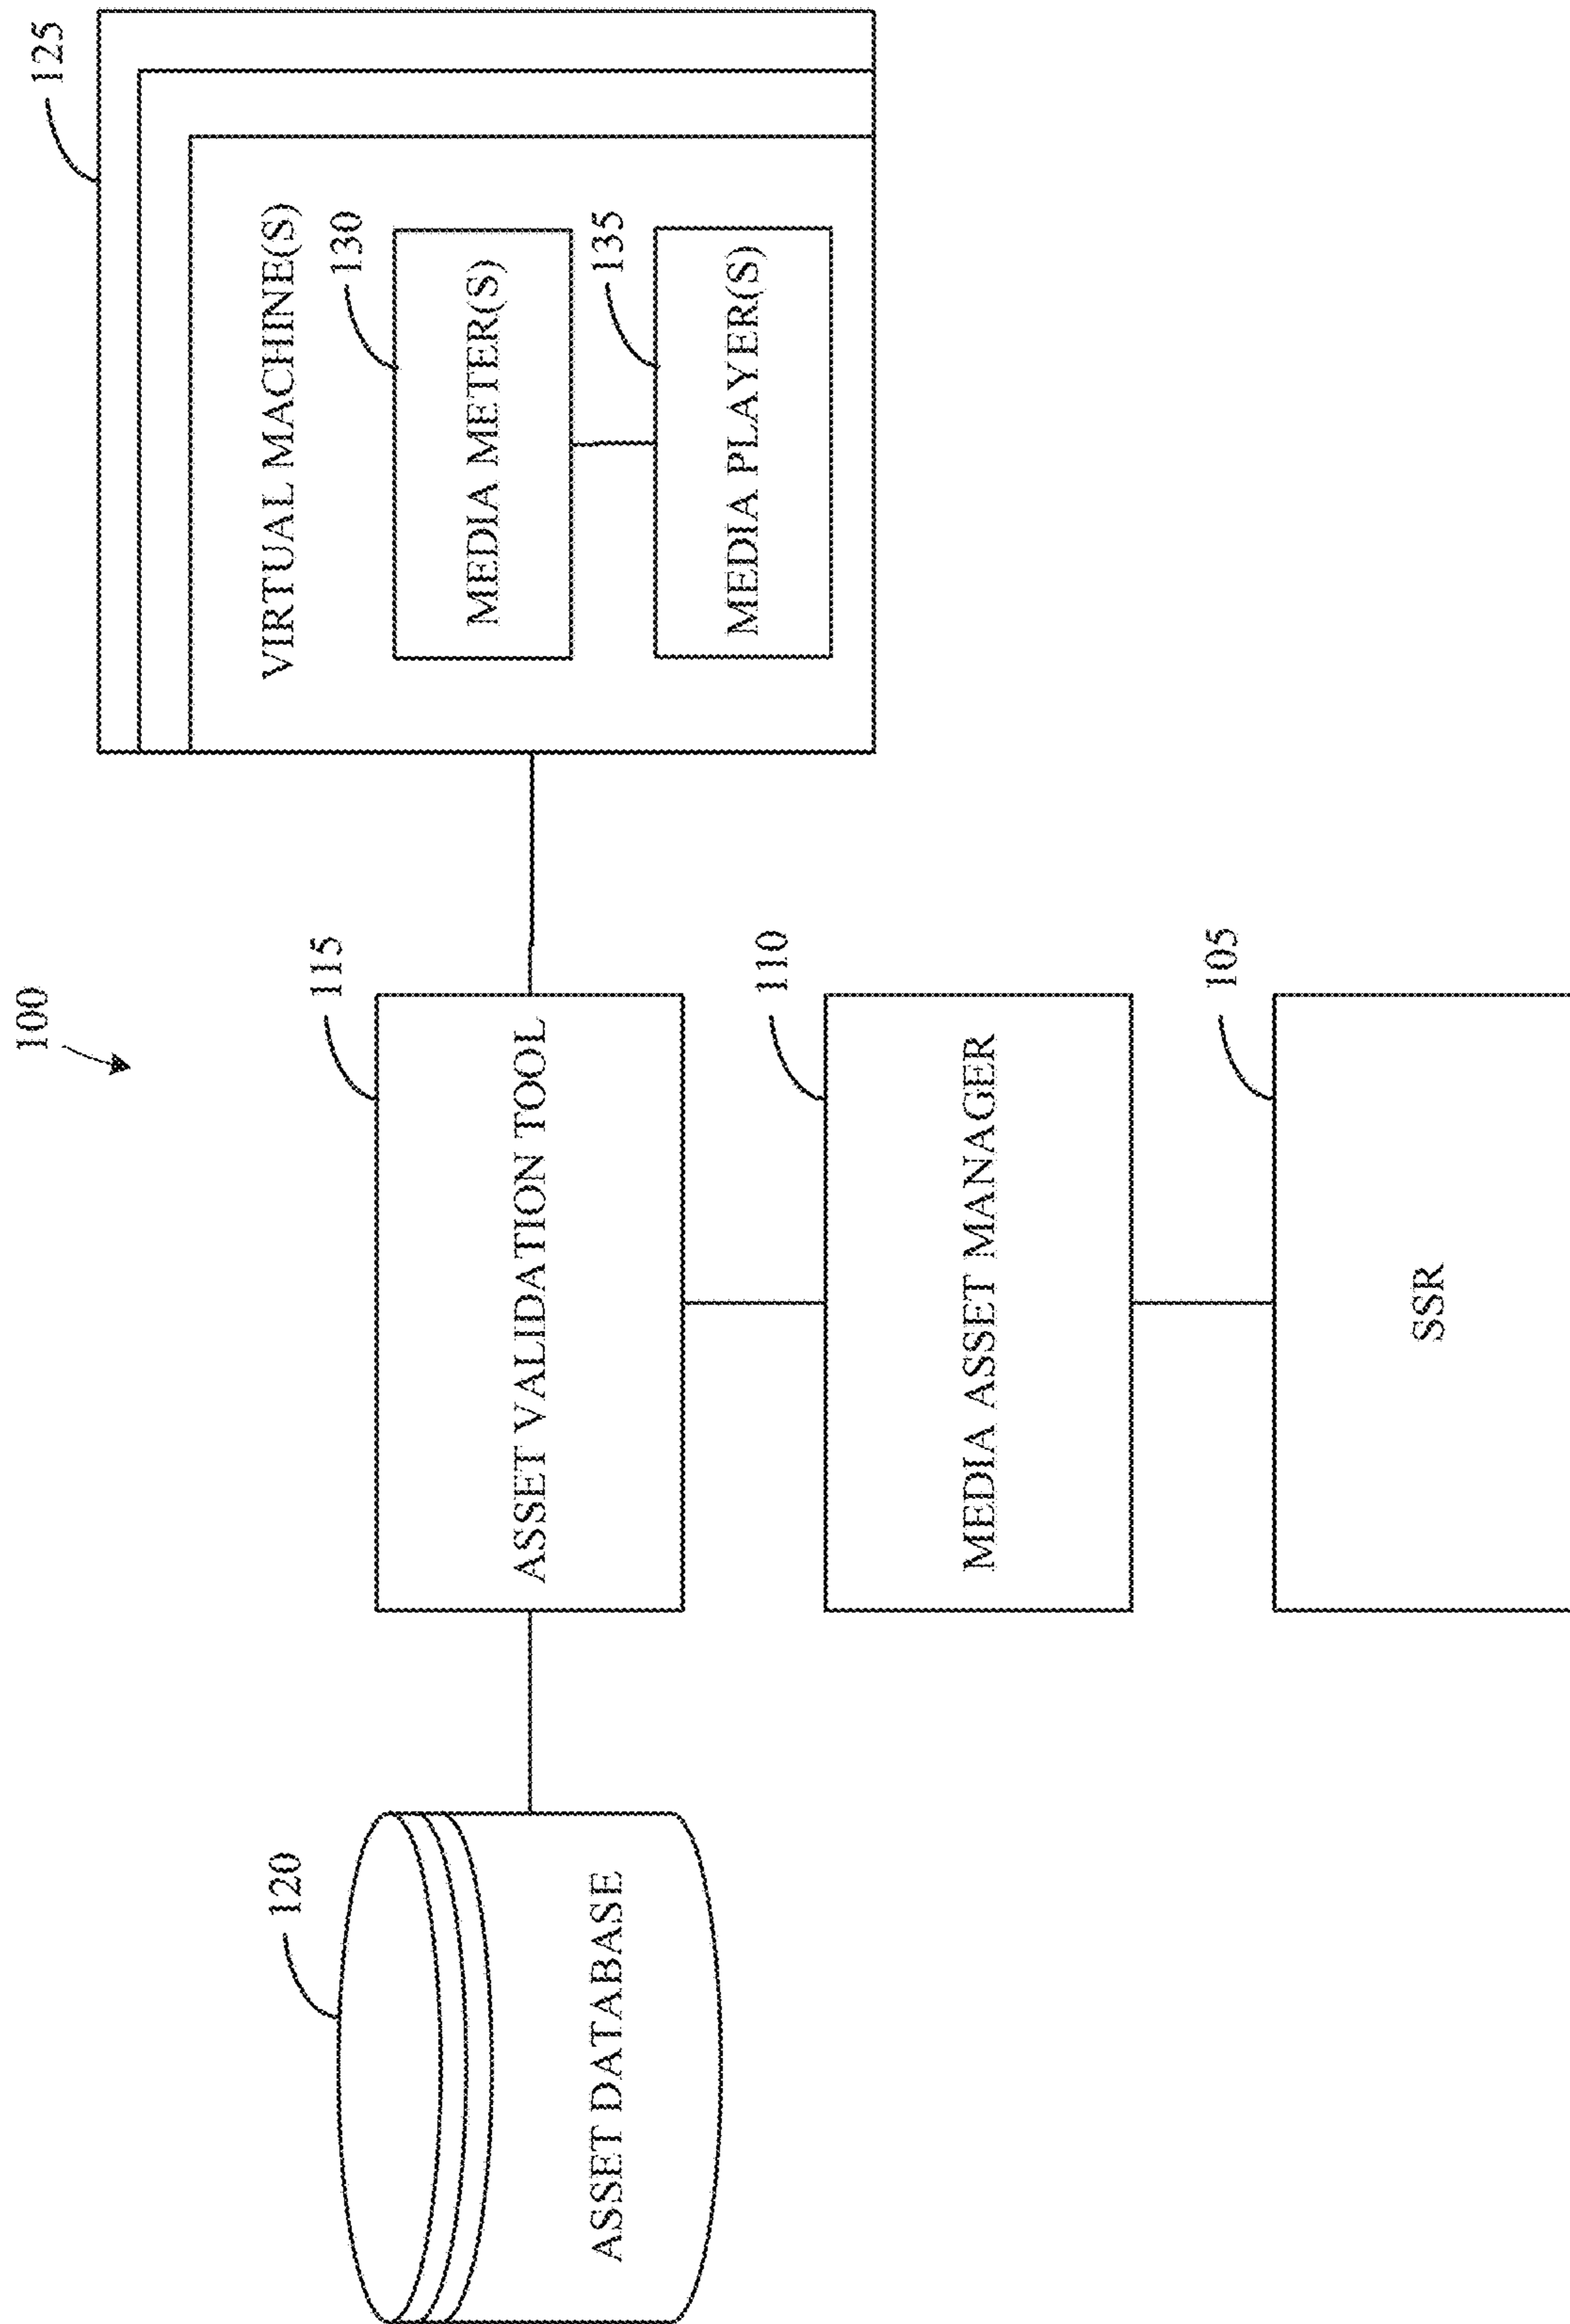 100
120
ASSET DATABASE
115
ASSET VALIDATION TOOL
110
MEDIA ASSET MANAGER
105
SSR
125
VIRTUAL MACHINE(S)
130
MEDIA METER(S)
135
MEDIA PLAYER(S)